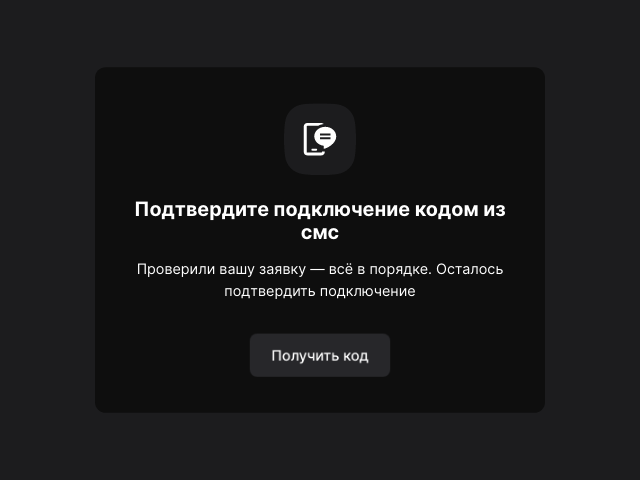 Подтвердите подключение кодом из
смс
Проверили вашу заявку — всё в порядке. Осталось
подтвердить подключение
Получить код